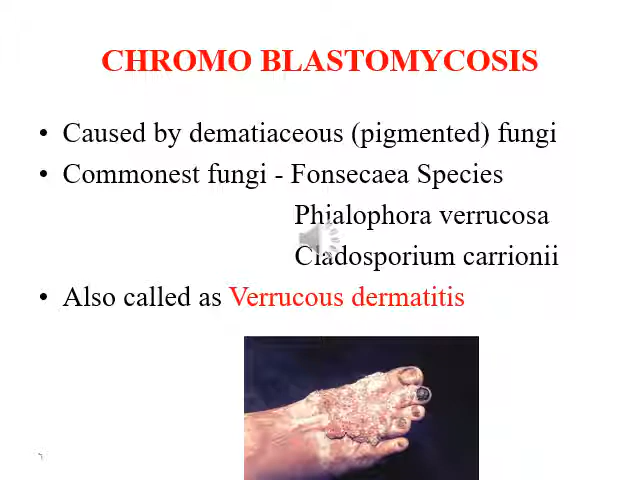 CHROMO BLASTOMYCOSIS
• Caused by dematiaceous (pigmented) fungi
• Commonest fungi - Fonsecaea Species
Phialophora verrucosa
Cladosporium carrionii
• Also called as Verrucous dermatitis